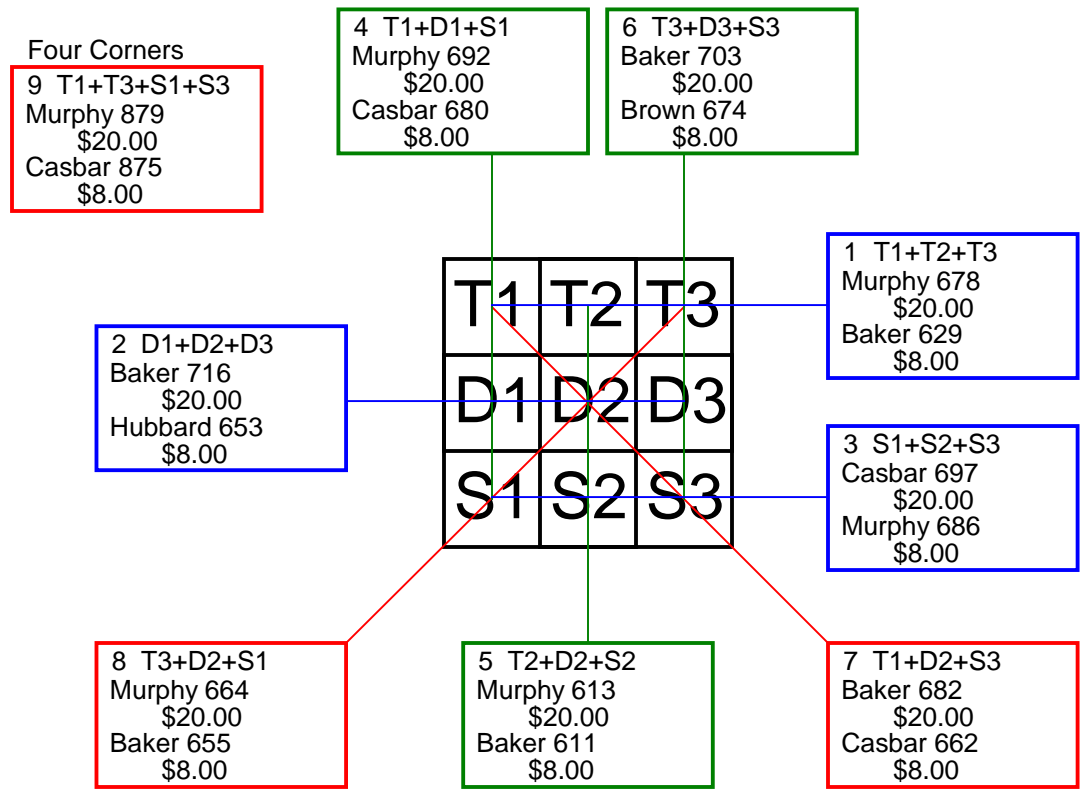 4  T1+D1+S1
Murphy 692
$20.00
Casbar 680
$8.00
6  T3+D3+S3
Baker 703
$20.00
Brown 674
$8.00
Four Corners
9  T1+T3+S1+S3
Murphy 879
$20.00
Casbar 875
$8.00
1  T1+T2+T3
Murphy 678
$20.00
Baker 629
$8.00
T1 T2 T3
D1 D2 D3
S1 S2 S3
2  D1+D2+D3
Baker 716
$20.00
Hubbard 653
$8.00
3  S1+S2+S3
Casbar 697
$20.00
Murphy 686
$8.00
8  T3+D2+S1
Murphy 664
$20.00
Baker 655
$8.00
5  T2+D2+S2
Murphy 613
$20.00
Baker 611
$8.00
7  T1+D2+S3
Baker 682
$20.00
Casbar 662
$8.00